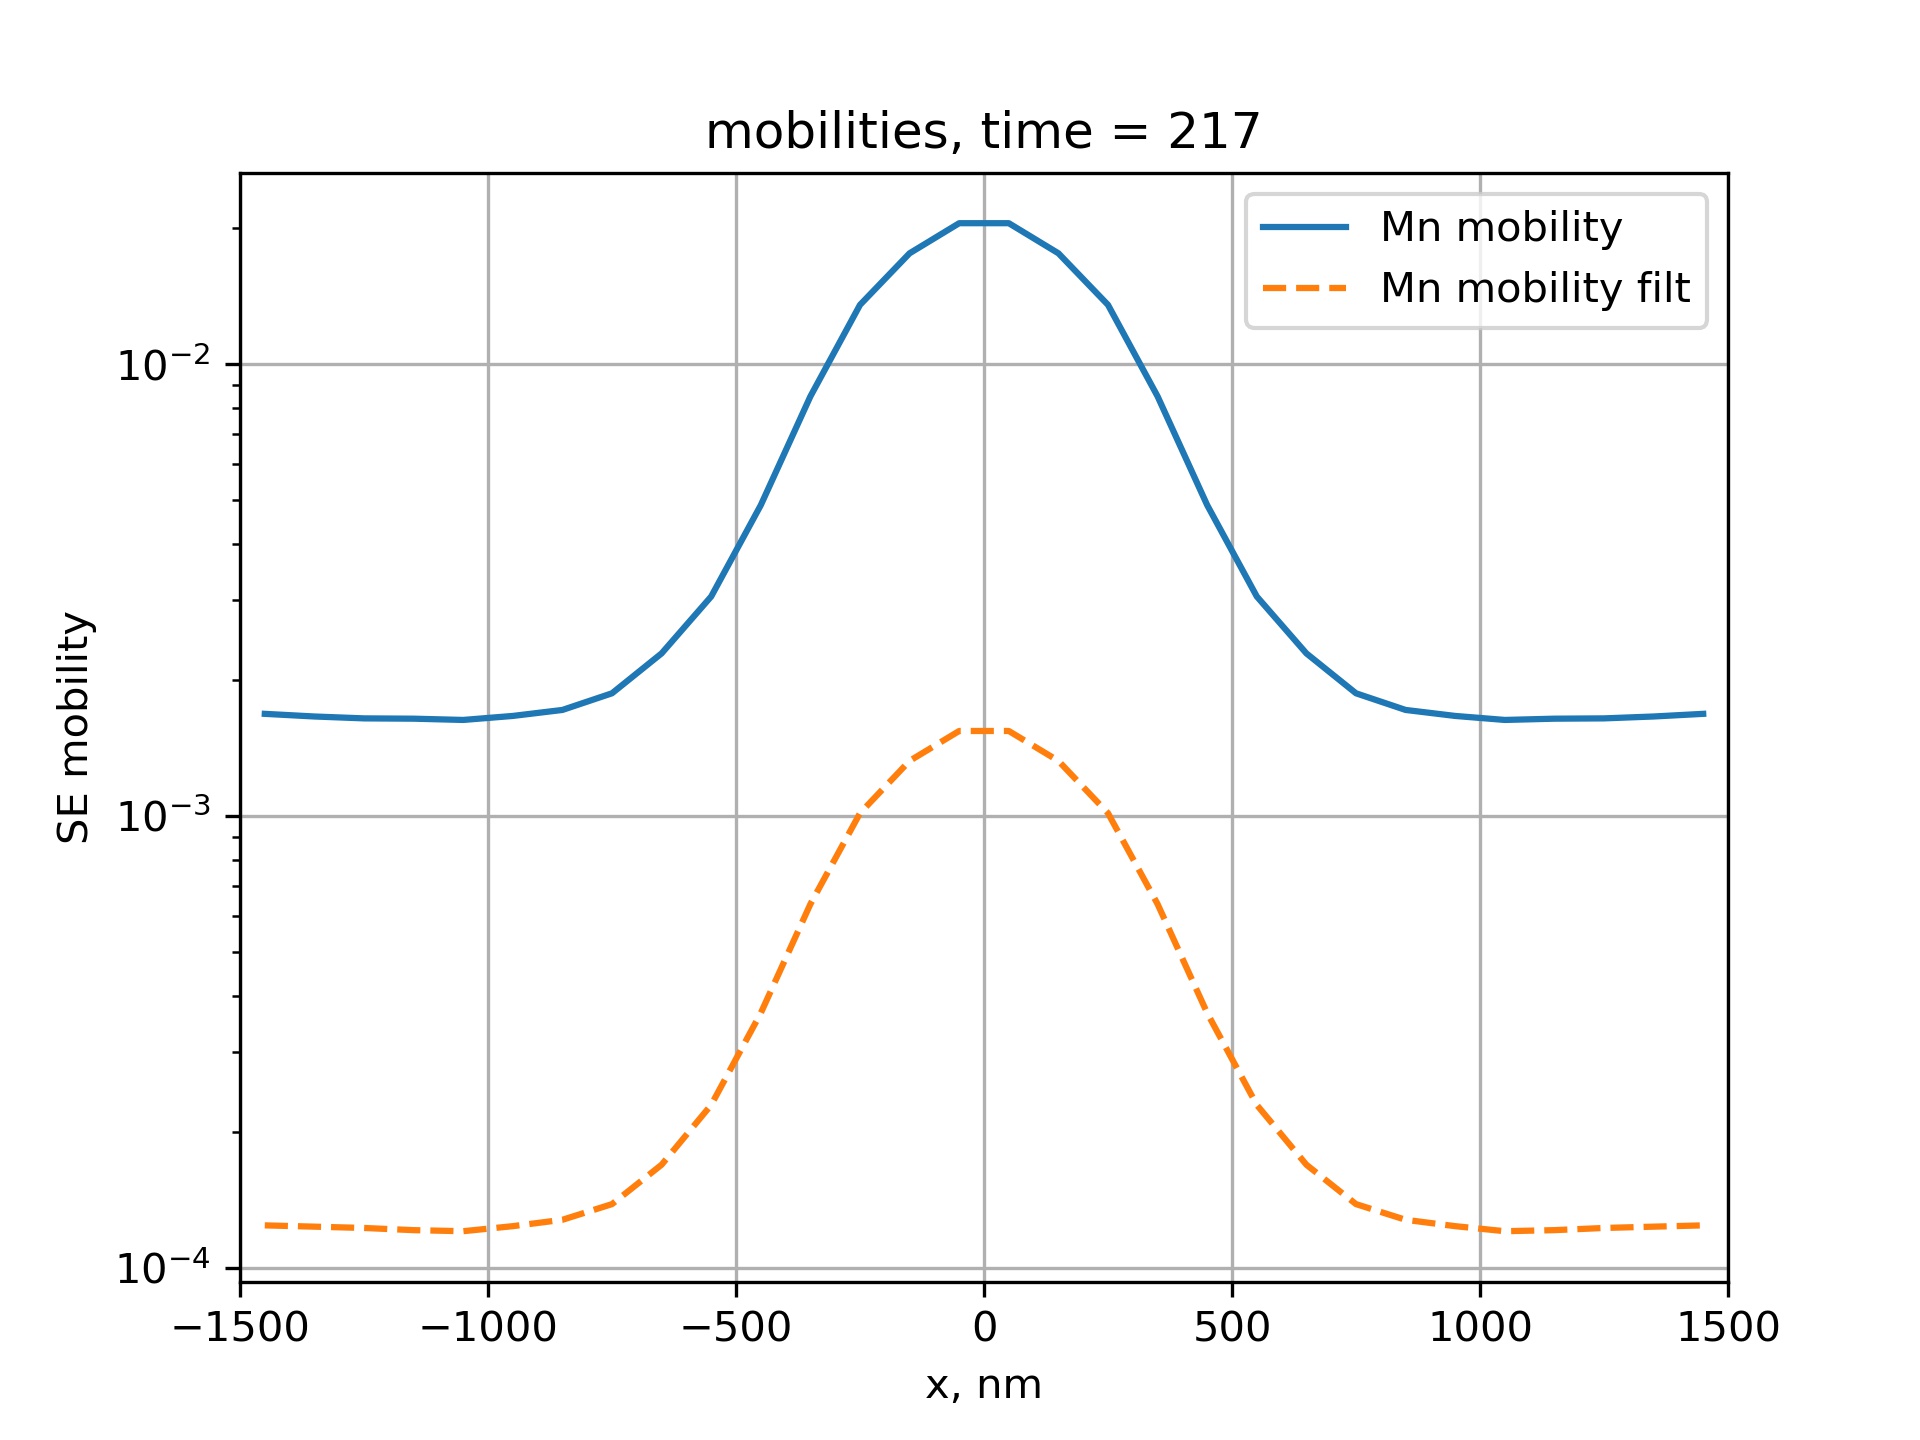 mobilities, time = 217
Mn mobility
Mn mobility filt
SE mobility
10⁻²
10⁻³
10⁻⁴
−1500 −1000 −500 0 500 1000 1500
x, nm